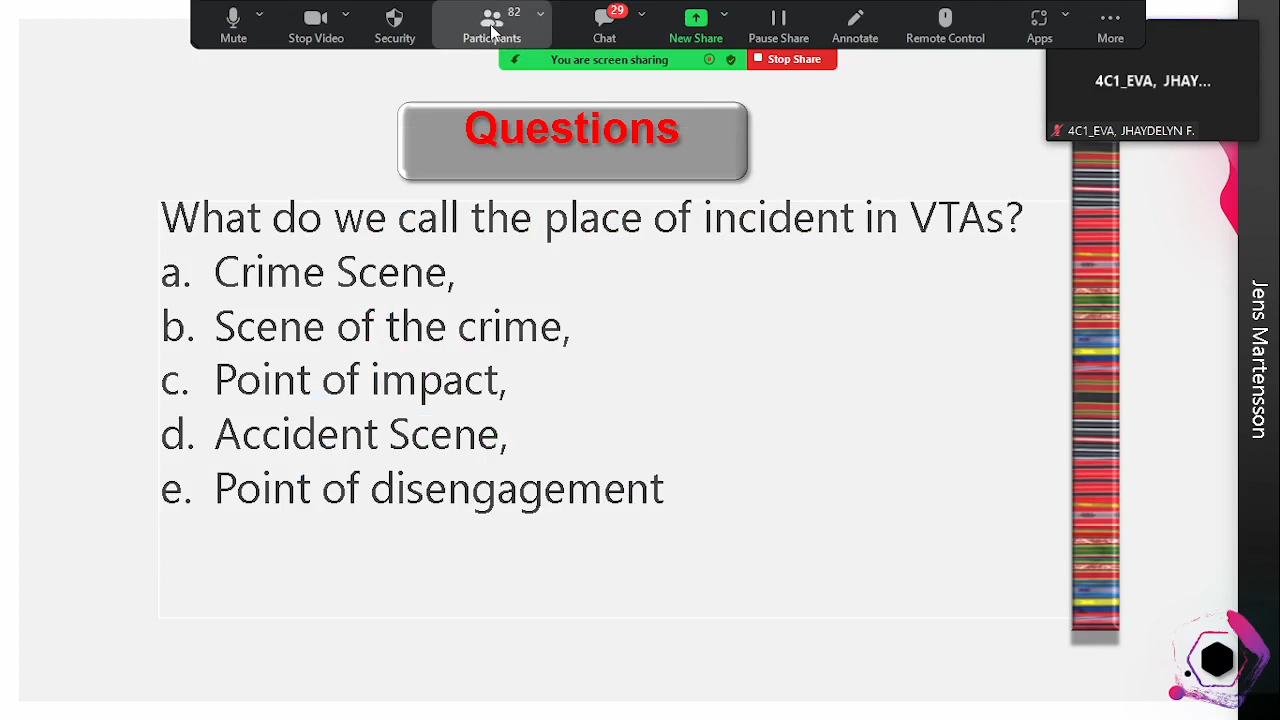 82
29
Mute
Stop Video
Security
Participants
Chat
New Share
Pause Share
Annotate
Remote Control
Apps
More
You are screen sharing
Stop Share
4C1_EVA, JHAY...
4C1_EVA, JHAYDELYN F.
Questions
What do we call the place of incident in VTAs?
a. Crime Scene,
b. Scene of the crime,
c. Point of impact,
d. Accident Scene,
e. Point of disengagement
Jens Martensson